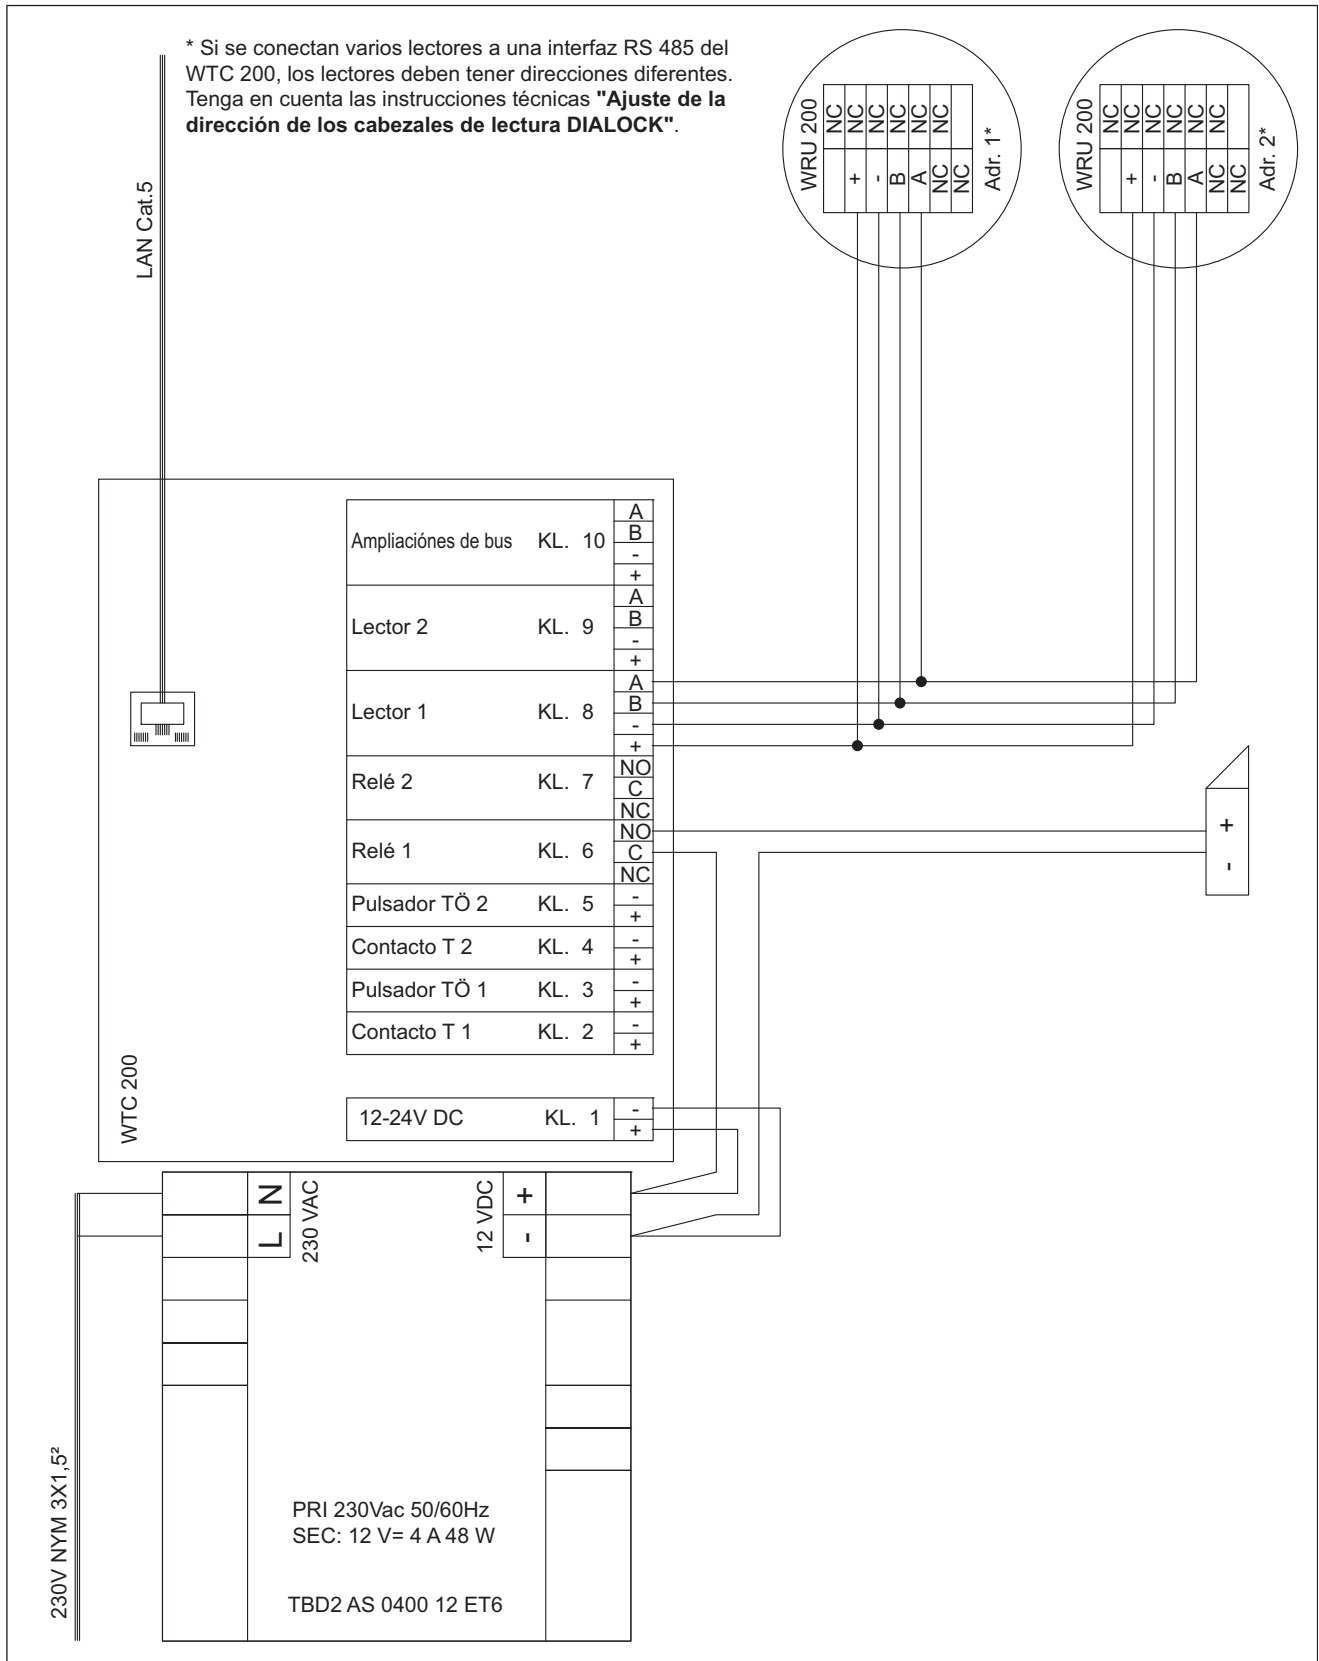 * Si se conectan varios lectores a una interfaz RS 485 del
WTC 200, los lectores deben tener direcciones diferentes.
Tenga en cuenta las instrucciones técnicas "Ajuste de la
dirección de los cabezales de lectura DIALOCK".
LAN Cat.5
WRU 200
NC NC NC NC NC NC
+ - B A NC NC
Adr. 1*
WRU 200
NC NC NC NC NC NC
+ - B A NC NC
Adr. 2*
Ampliaciónes de bus KL. 10
A
B
-
+
Lector 2 KL. 9
A
B
-
+
Lector 1 KL. 8
A
B
-
+
Relé 2 KL. 7
NO
C
NC
Relé 1 KL. 6
NO
C
NC
Pulsador TÖ 2 KL. 5
-
+
Contacto T 2 KL. 4
-
+
Pulsador TÖ 1 KL. 3
-
+
Contacto T 1 KL. 2
-
+
12-24V DC KL. 1
-
+
WTC 200
+
-
N
L
230 VAC
12 VDC
+
-
230V NYM 3X1,5²
PRI 230Vac 50/60Hz
SEC: 12 V= 4 A 48 W
TBD2 AS 0400 12 ET6